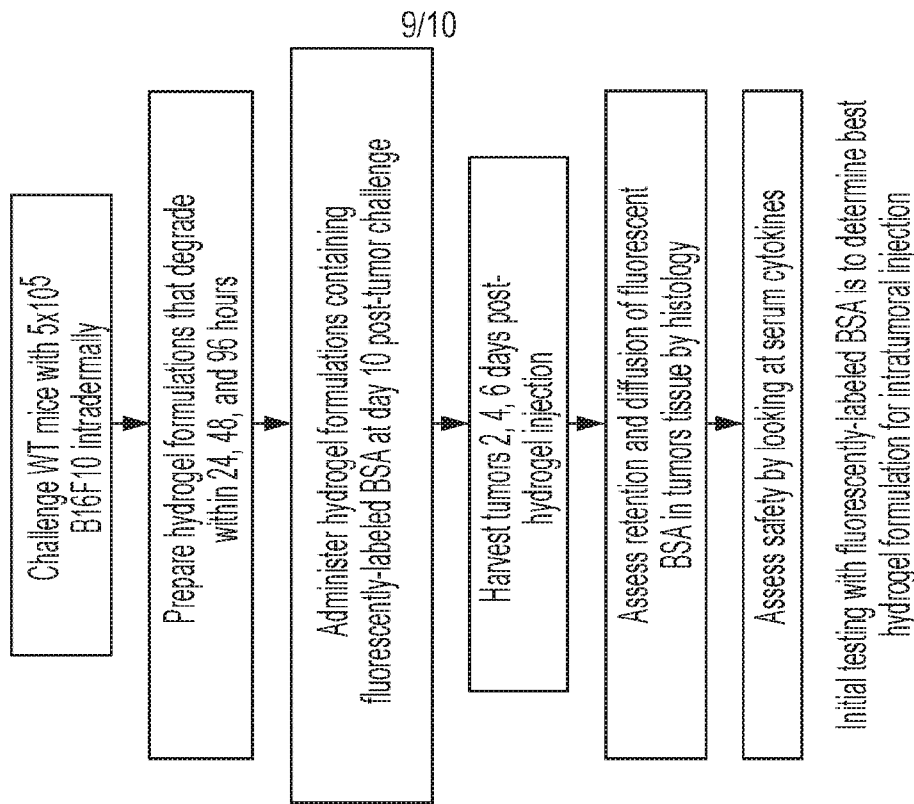 9/10
Challenge WT mice with 5x10⁵
B16F10 intradermally
Prepare hydrogel formulations that degrade
within 24, 48, and 96 hours
Administer hydrogel formulations containing
fluorescently-labeled BSA at day 10 post-tumor challenge
Harvest tumors 2, 4, 6 days post-
hydrogel injection
Assess retention and diffusion of fluorescent
BSA in tumors tissue by histology
Assess safety by looking at serum cytokines
Initial testing with fluorescently-labeled BSA is to determine best
hydrogel formulation for intratumoral injection